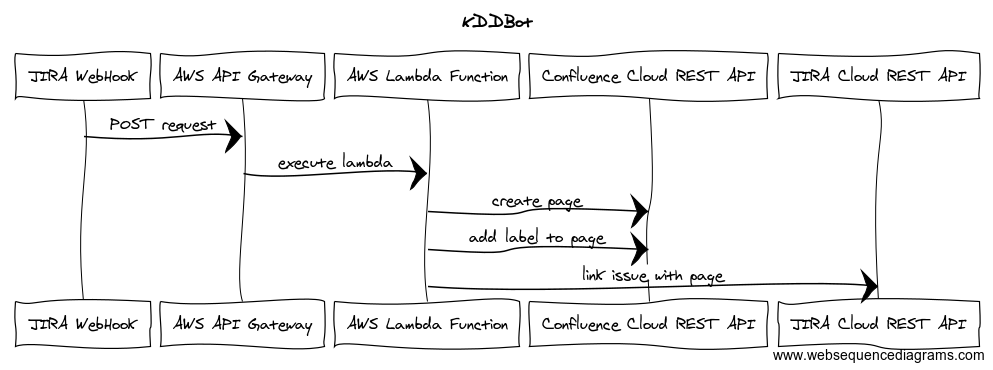 KDDBot
JIRA WebHook
AWS API Gateway
AWS Lambda Function
Confluence Cloud REST API
JIRA Cloud REST API
POST request
execute lambda
create page
add label to page
link issue with page
JIRA WebHook
AWS API Gateway
AWS Lambda Function
Confluence Cloud REST API
JIRA Cloud REST API
www.websequencediagrams.com